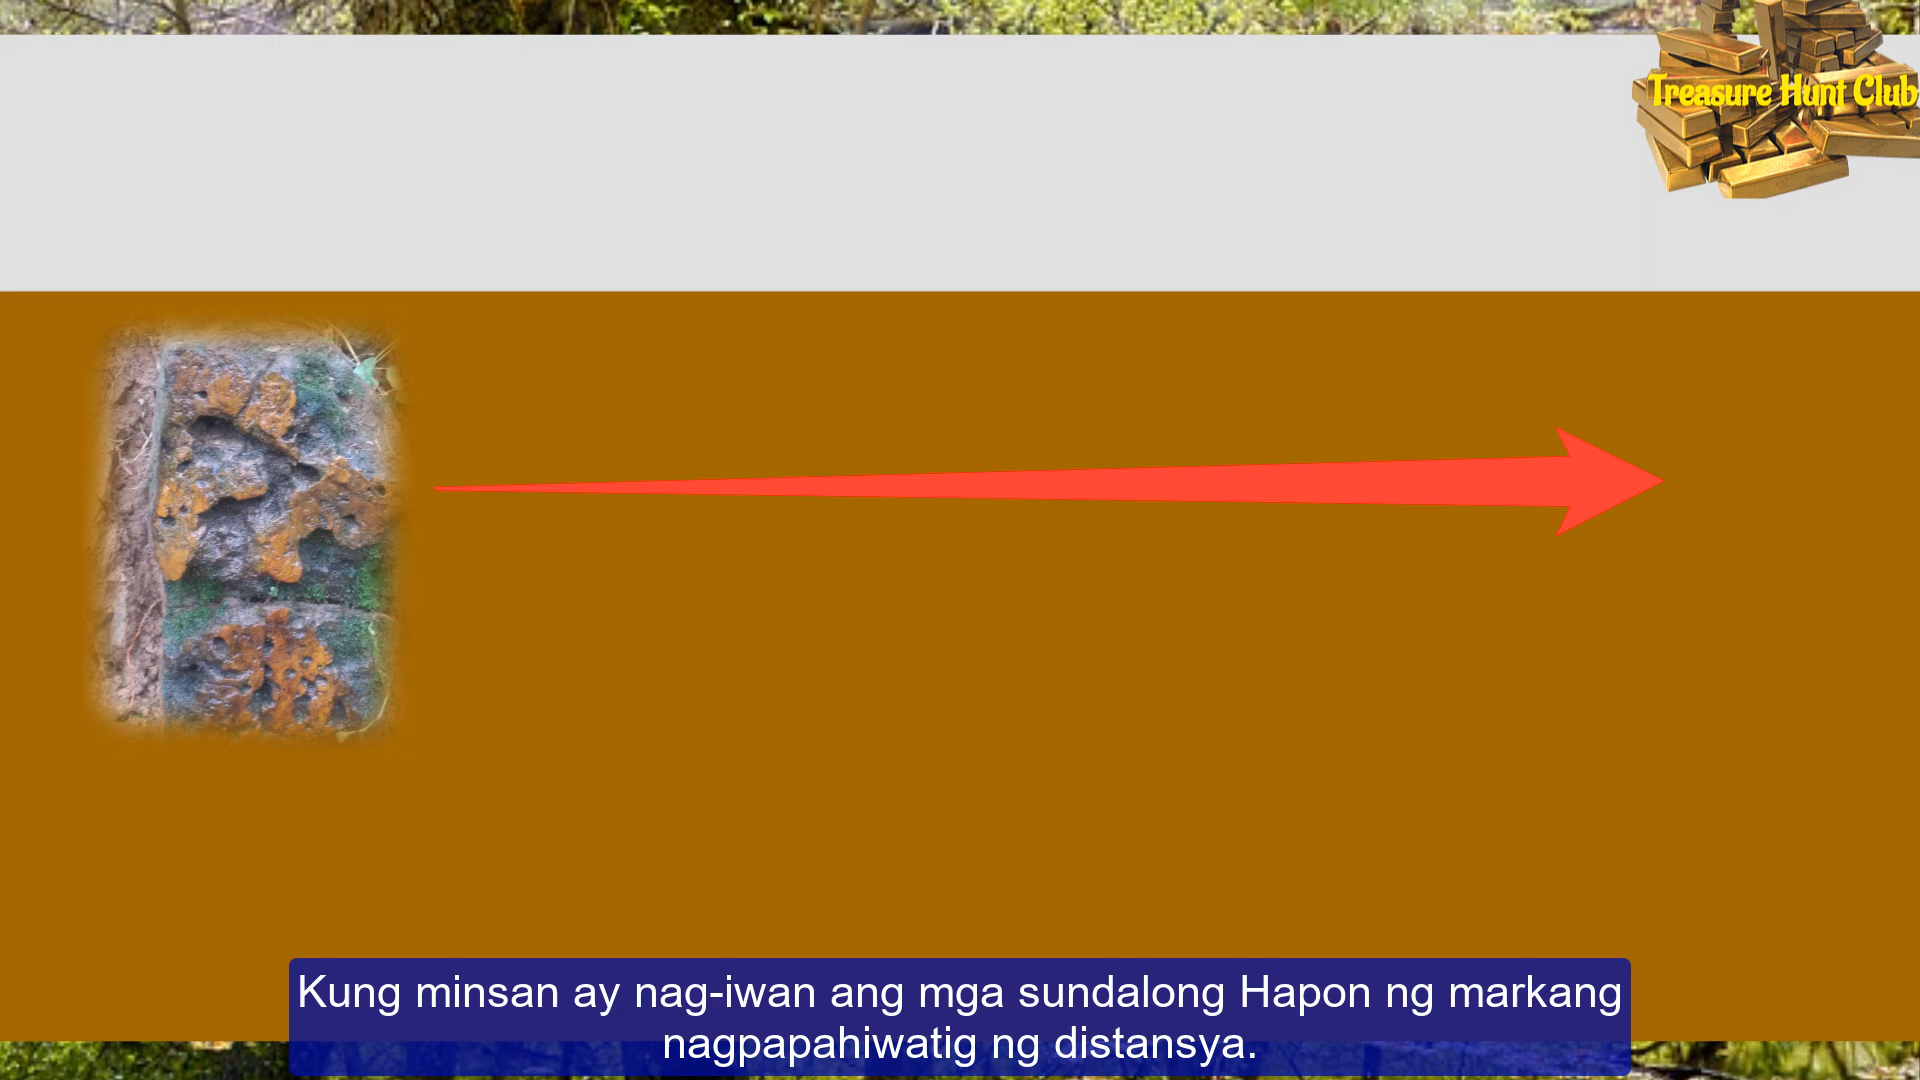 Treasure Hunt Club
Kung minsan ay nag-iwan ang mga sundalong Hapon ng markang
nagpapahiwatig ng distansya.